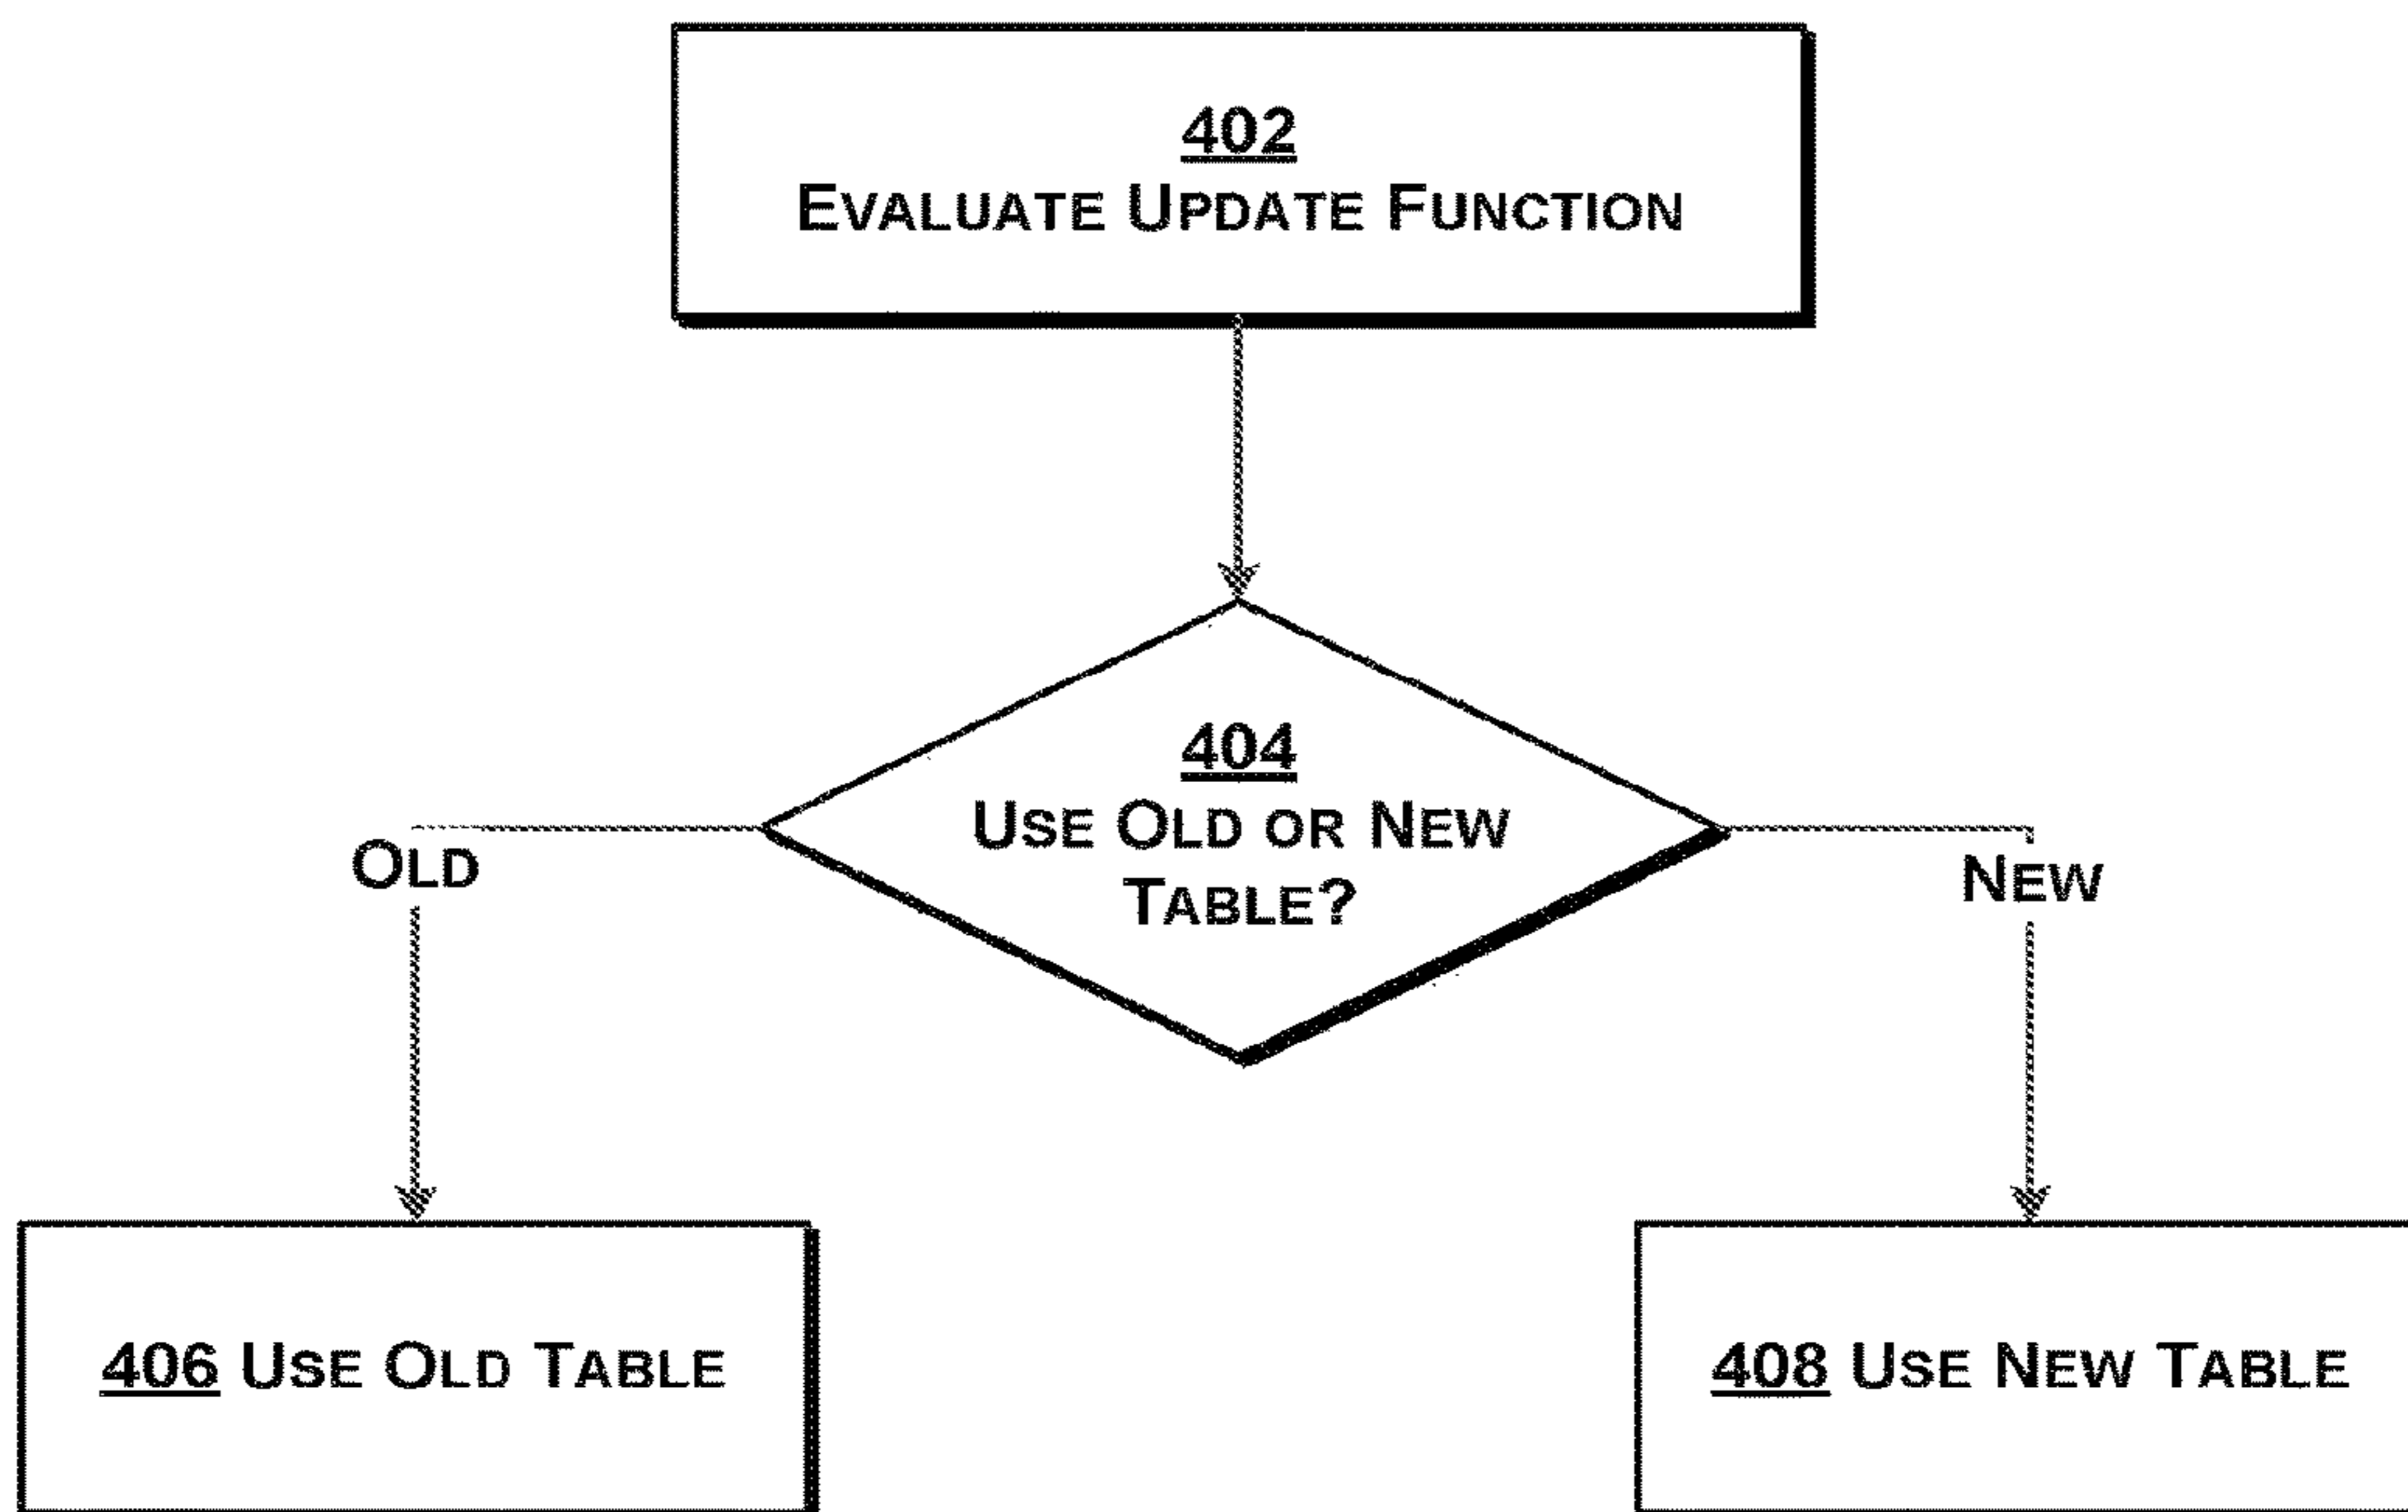 402
EVALUATE UPDATE FUNCTION
404
USE OLD OR NEW
TABLE?
OLD
NEW
406 USE OLD TABLE
408 USE NEW TABLE